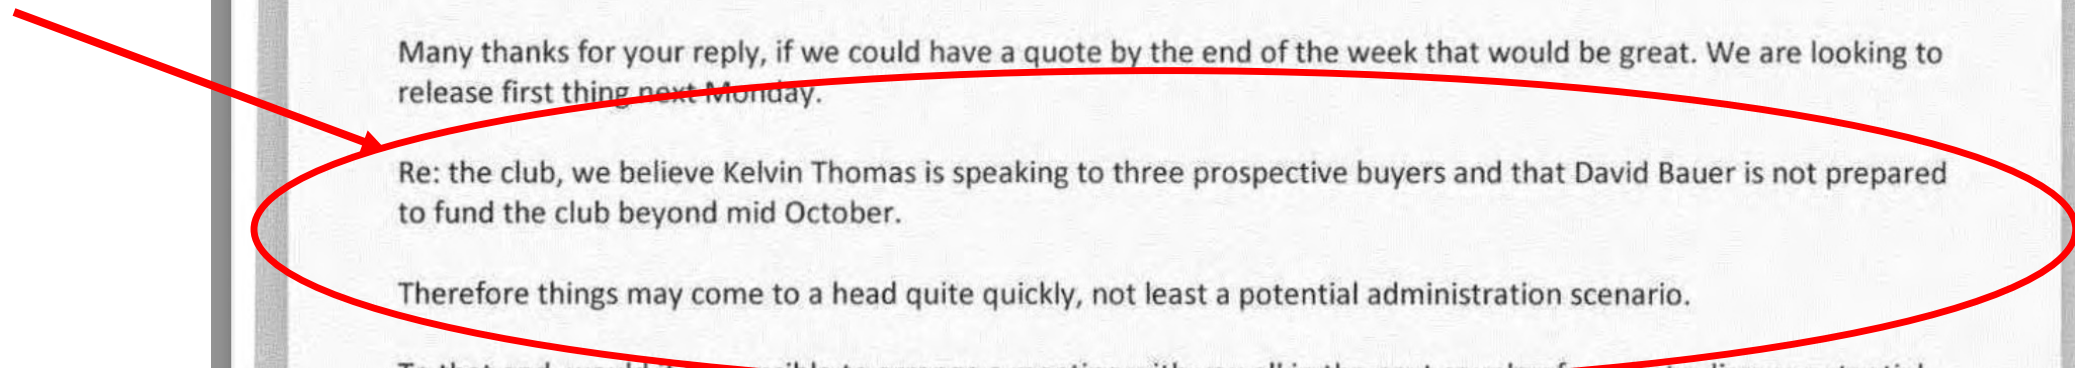 Many thanks for your reply, if we could have a quote by the end of the week that would be great. We are looking to
release first thing next Monday.
Re: the club, we believe Kelvin Thomas is speaking to three prospective buyers and that David Bauer is not prepared
to fund the club beyond mid October.
Therefore things may come to a head quite quickly, not least a potential administration scenario.